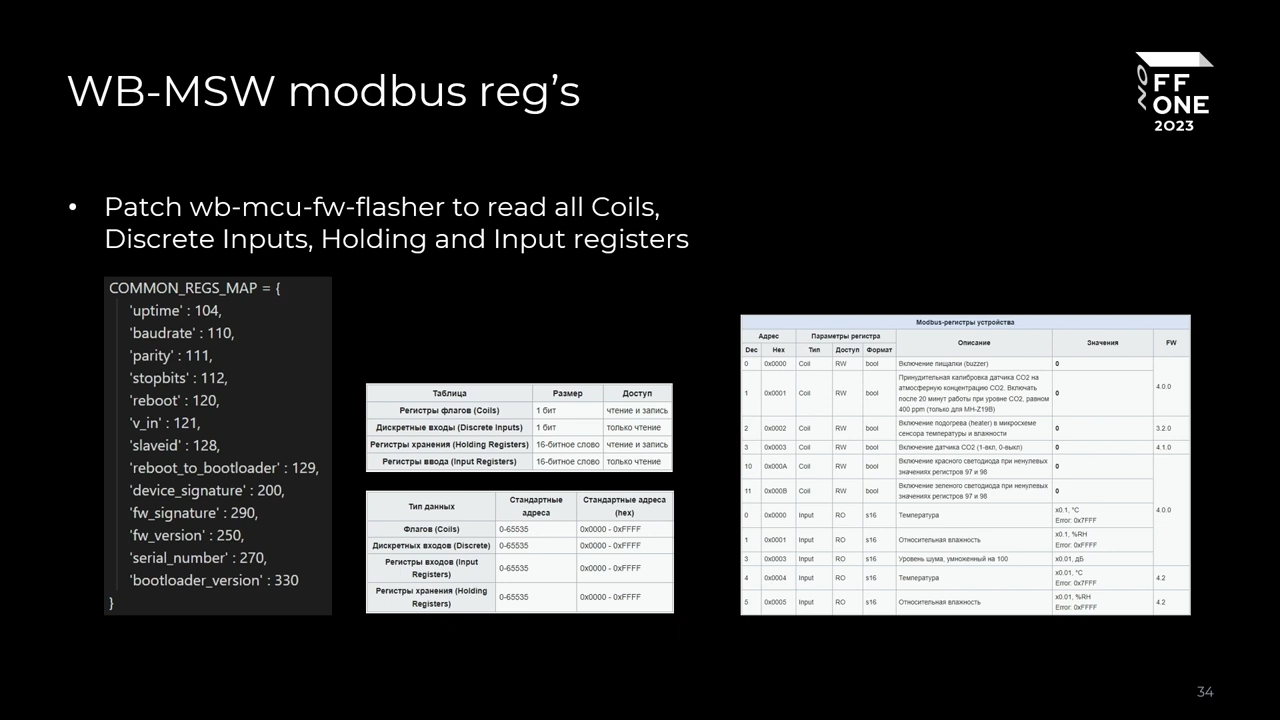 WB-MSW modbus reg’s
NO
FF
ONE
2023
• Patch wb-mcu-fw-flasher to read all Coils,
Discrete Inputs, Holding and Input registers
COMMON_REGS_MAP = {
'uptime' : 104,
'baudrate' : 110,
'parity' : 111,
'stopbits' : 112,
'reboot' : 120,
'v_in' : 121,
'slaveid' : 128,
'reboot_to_bootloader' : 129,
'device_signature' : 200,
'fw_signature' : 290,
'fw_version' : 250,
'serial_number' : 270,
'bootloader_version' : 330
}
Таблица Размер Доступ
Регистры флагов (Coils) 1 бит чтение и запись
Дискретные входы (Discrete Inputs) 1 бит только чтение
Регистры хранения (Holding Registers) 16-битное слово чтение и запись
Регистры ввода (Input Registers) 16-битное слово только чтение
Тип данных Стандартные адреса Стандартные адреса (hex)
Флагов (Coils) 0-65535 0x0000 - 0xFFFF
Дискретных входов (Discrete) 0-65535 0x0000 - 0xFFFF
Регистры входов (Input Registers) 0-65535 0x0000 - 0xFFFF
Регистры хранения (Holding Registers) 0-65535 0x0000 - 0xFFFF
Modbus-регистры устройства
Адрес Параметры регистра Описание Значения FW
Dec Hex Тип Доступ Формат
0 0x0000 Coil RW bool Включение пищалки (buzzer) 0 4.0.0
1 0x0001 Coil RW bool Принудительная калибровка датчика CO2 на
атмосферную концентрацию CO2. Включать
после 20 минут работы при уровне CO2, равном
400 ppm (только для MH-Z19B) 0
2 0x0002 Coil RW bool Включение подогрева (heater) в микросхеме
сенсора температуры и влажности 0 3.2.0
3 0x0003 Coil RW bool Включение датчика CO2 (1-вкл, 0-выкл) 0 4.1.0
10 0x000A Coil RW bool Включение красного светодиода при ненулевых
значениях регистров 97 и 98 0
11 0x000B Coil RW bool Включение зеленого светодиода при ненулевых
значениях регистров 97 и 98 0
0 0x0000 Input RO s16 Температура x0.1, °C
Error: 0x7FFF 4.0.0
1 0x0001 Input RO s16 Относительная влажность x0.1, %RH
Error: 0xFFFF
3 0x0003 Input RO s16 Уровень шума, умноженный на 100 x0.01, дБ
4 0x0004 Input RO s16 Температура x0.01, °C
Error: 0x7FFF 4.2
5 0x0005 Input RO s16 Относительная влажность x0.01, %RH
Error: 0xFFFF 4.2
34